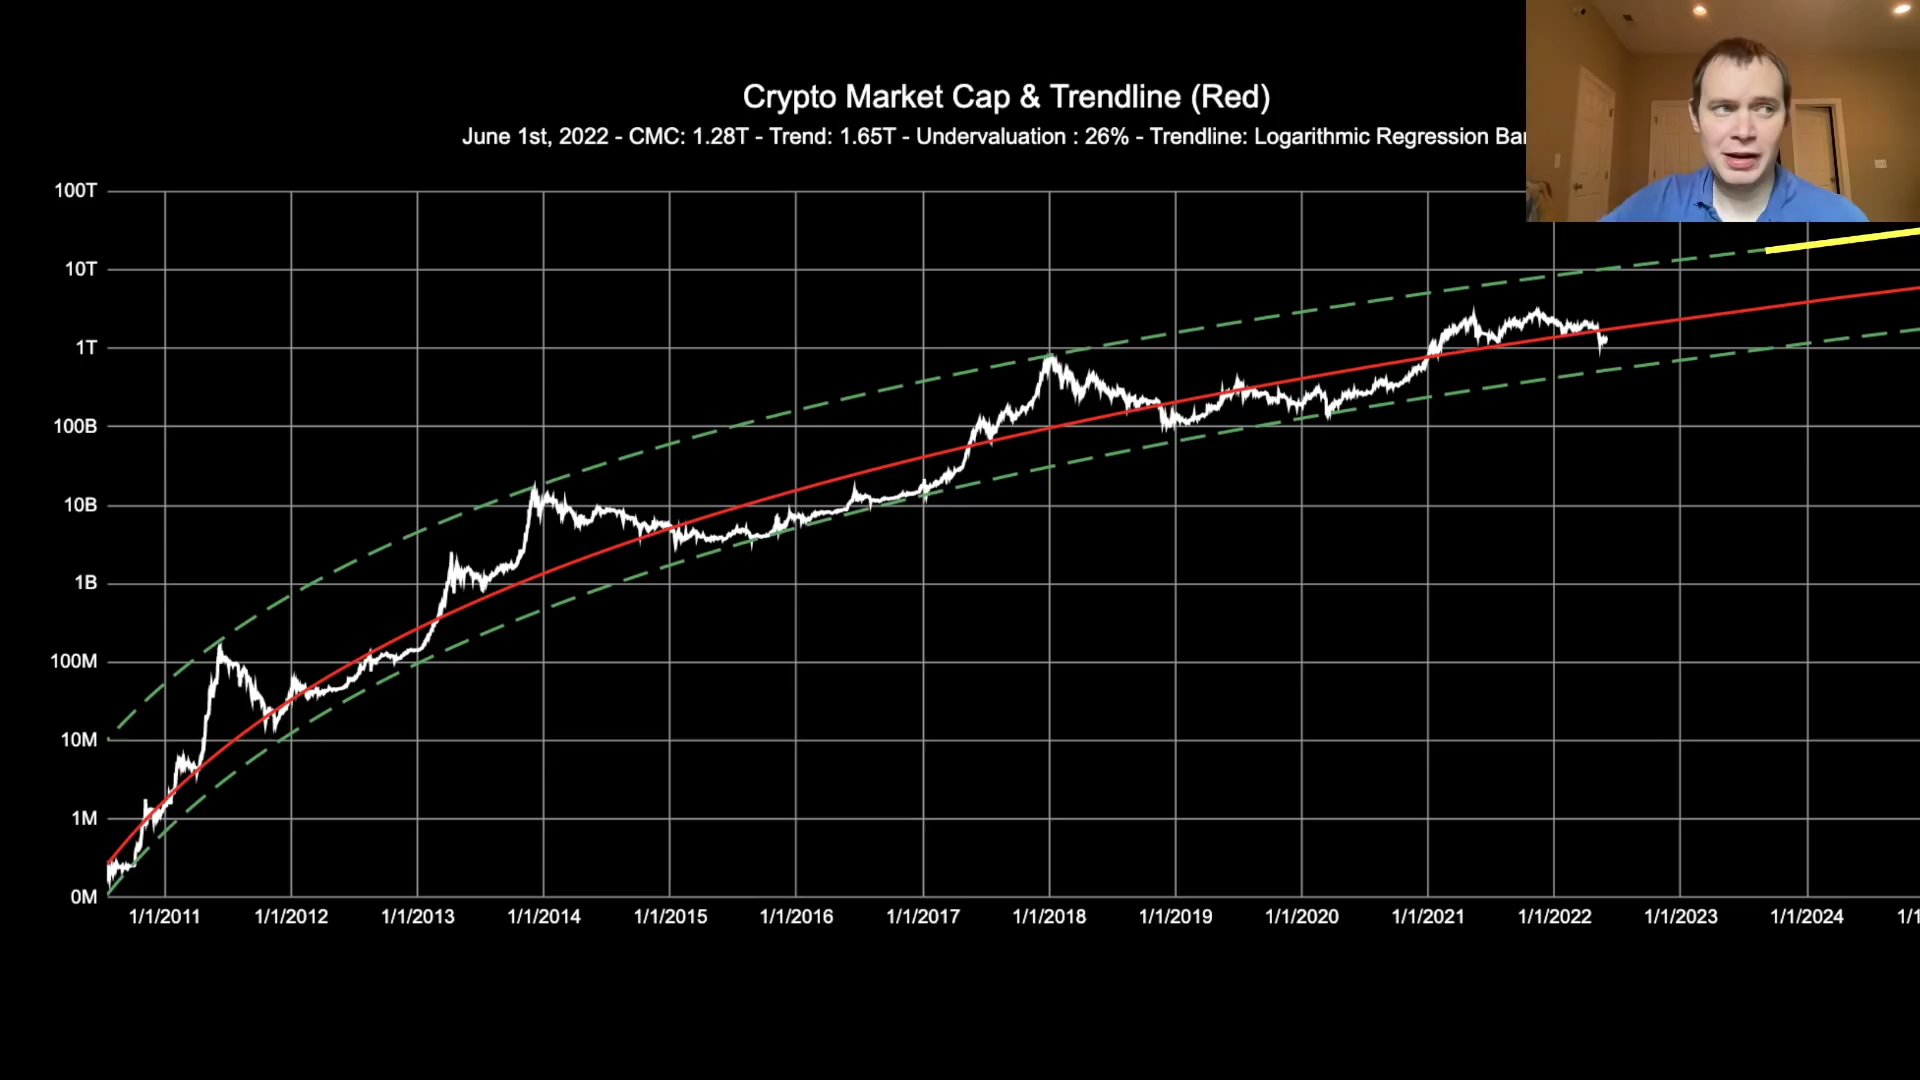 Crypto Market Cap & Trendline (Red)
June 1st, 2022 - CMC: 1.28T - Trend: 1.65T - Undervaluation : 26% - Trendline: Logarithmic Regression
100T
10T
1T
100B
10B
1B
100M
10M
1M
0M
1/1/2011 1/1/2012 1/1/2013 1/1/2014 1/1/2015 1/1/2016 1/1/2017 1/1/2018 1/1/2019 1/1/2020 1/1/2021 1/1/2022 1/1/2023 1/1/2024